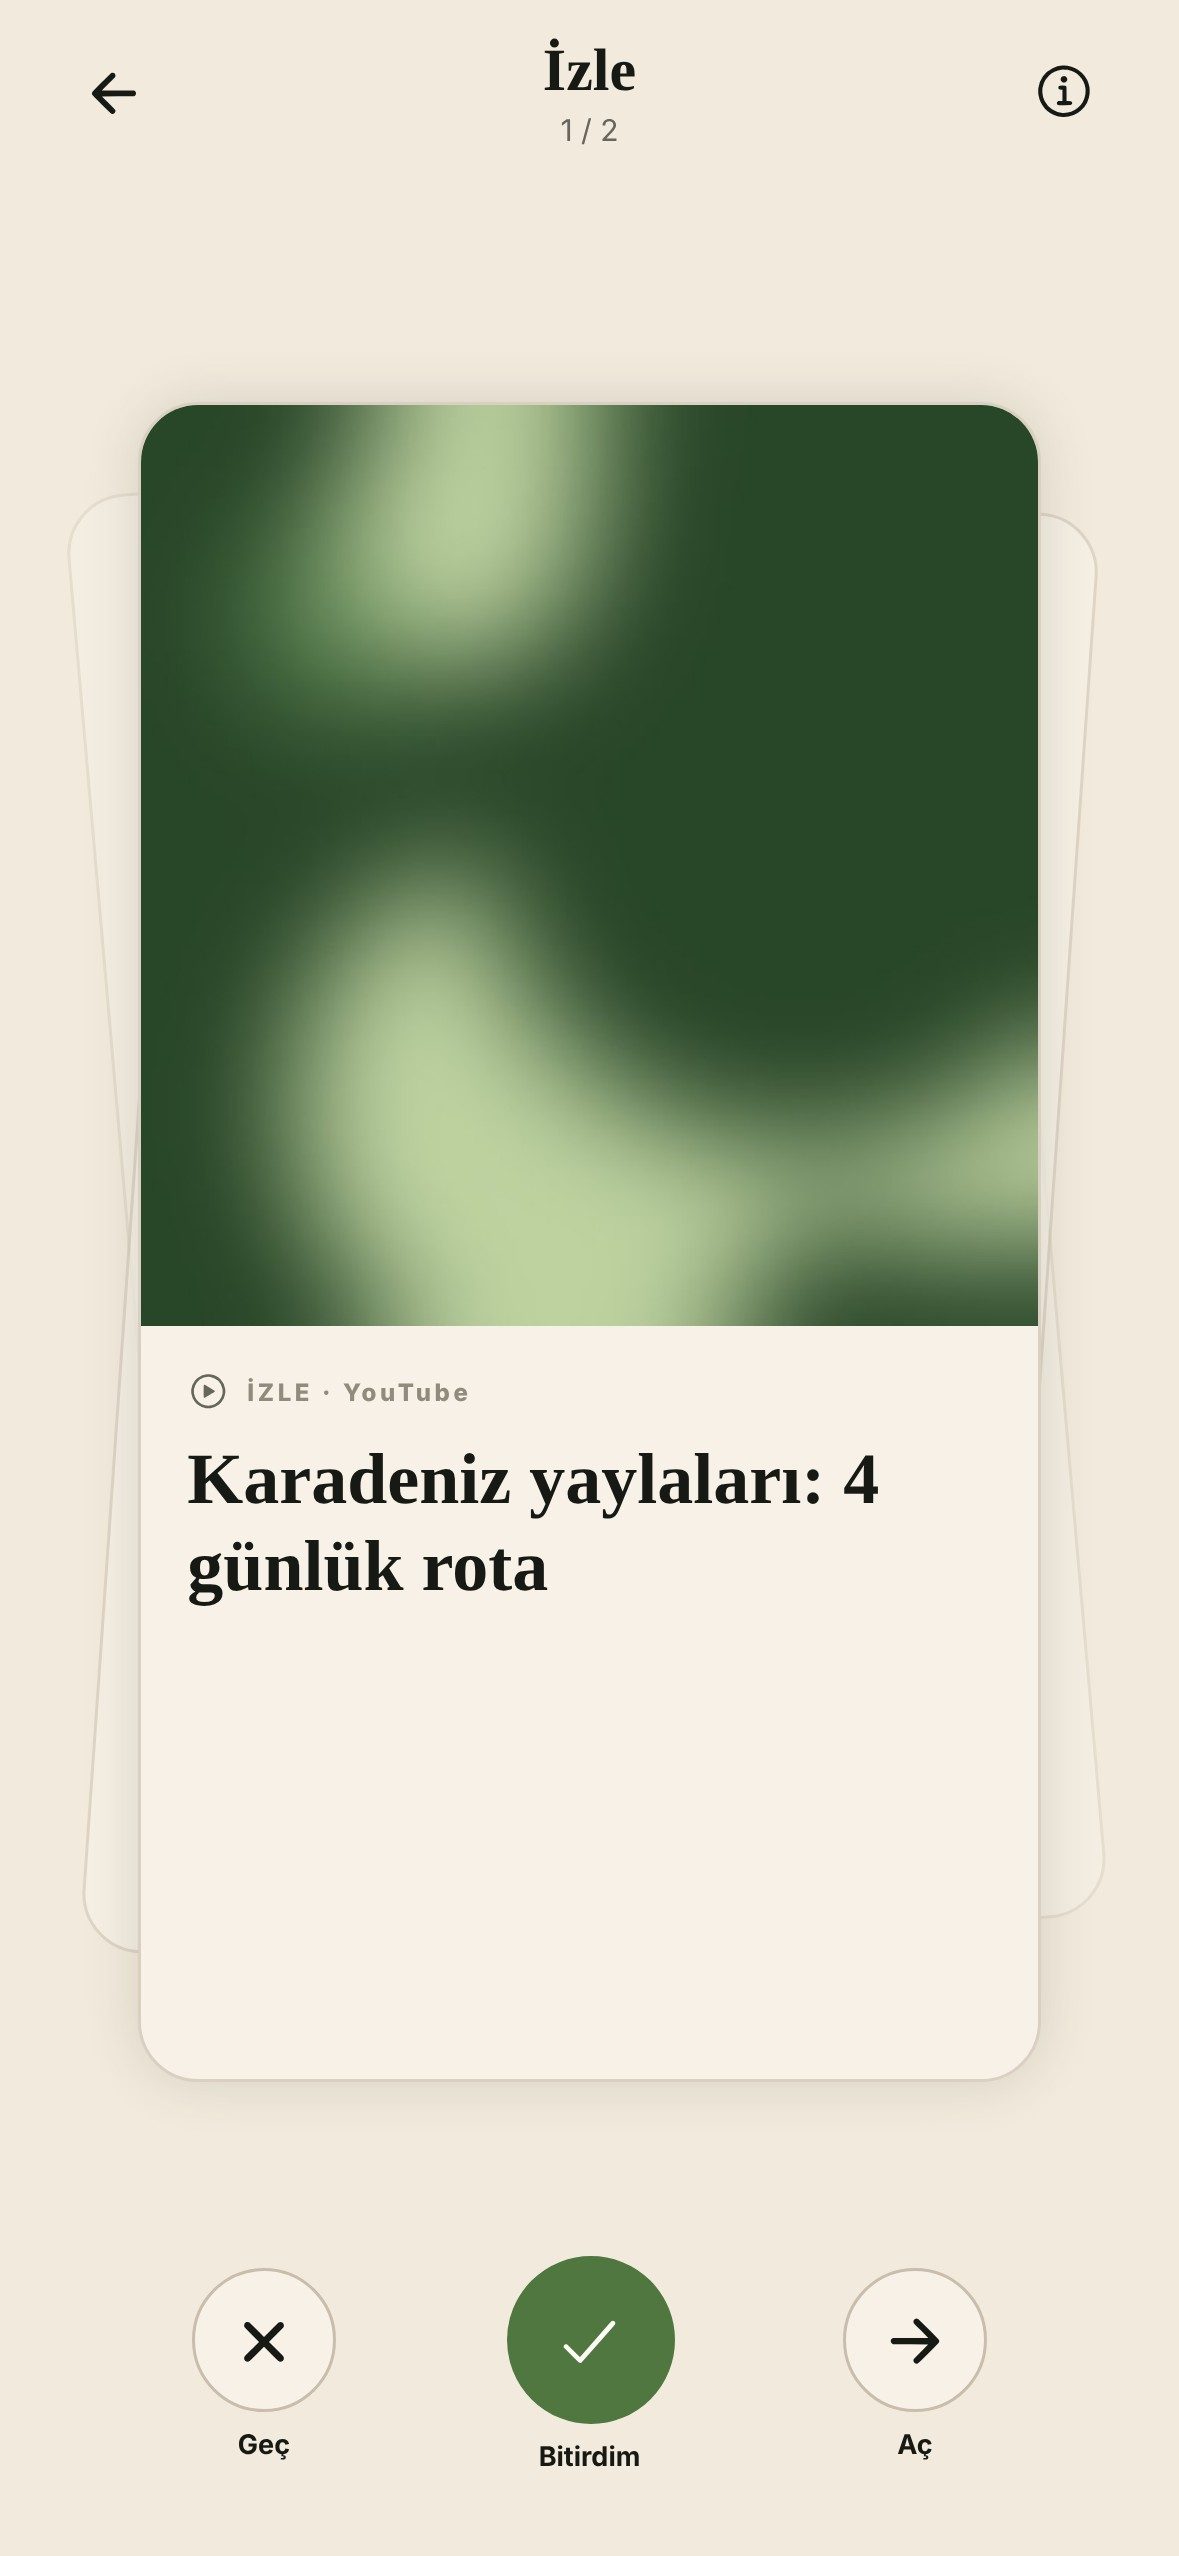 İzle
1 / 2
İZLE · YouTube
Karadeniz yaylaları: 4
günlük rota
Geç
Bitirdim
Aç